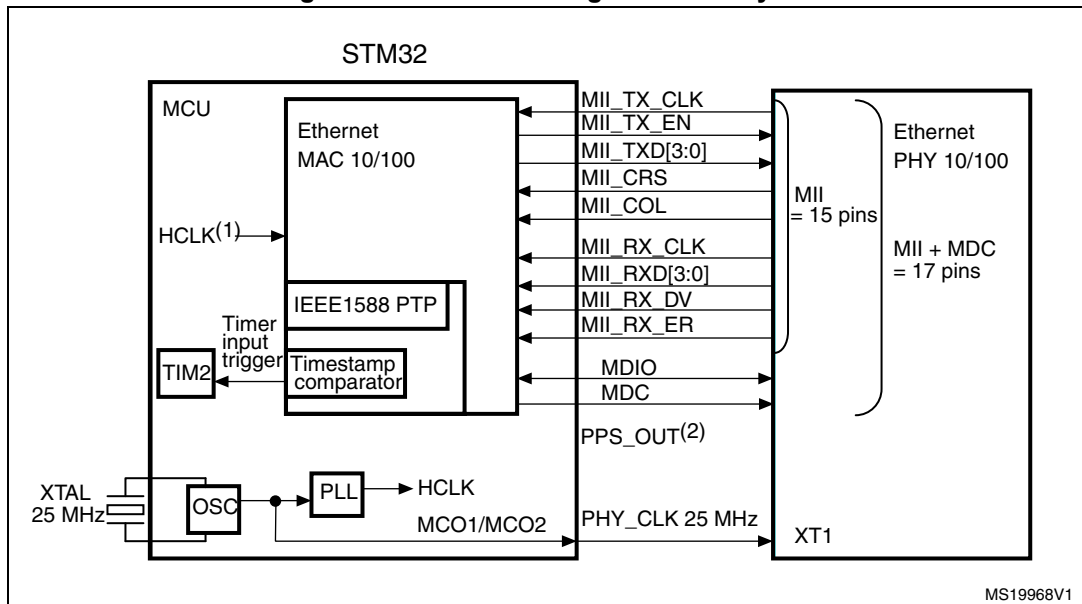 STM32
MCU
Ethernet
MAC 10/100
HCLK(1)
IEEE1588 PTP
Timer
input
trigger
TIM2
Timestamp
comparator
XTAL
25 MHz
OSC
PLL
HCLK
MCO1/MCO2
MII_TX_CLK
MII_TX_EN
MII_TXD[3:0]
MII_CRS
MII_COL
MII_RX_CLK
MII_RXD[3:0]
MII_RX_DV
MII_RX_ER
MDIO
MDC
PPS_OUT(2)
PHY_CLK 25 MHz
MII
= 15 pins
Ethernet
PHY 10/100
MII + MDC
= 17 pins
XT1
MS19968V1